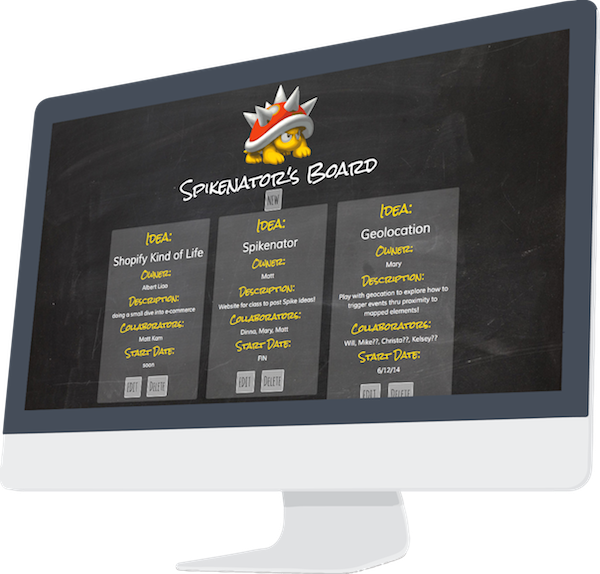 Spikenator's Board
NEW
Idea:
Shopify Kind of Life
Owner:
Albert Liao
Description:
doing a small dive into e-commerce
Collaborators:
Matt Kam
Start Date:
soon
Edit Delete
Idea:
Spikenator
Owner:
Matt
Description:
Website for class to post Spike Ideas!
Collaborators:
Dinna, Mary, Matt
Start Date:
FIN
Edit Delete
Idea:
Geolocation
Owner:
Mary
Description:
Play with geocation to explore how to
trigger events thru proximity to
mapped elements!
Collaborators:
Will, Mike??, Christo??, Kelsey??
Start Date:
6/12/14
Edit Delete